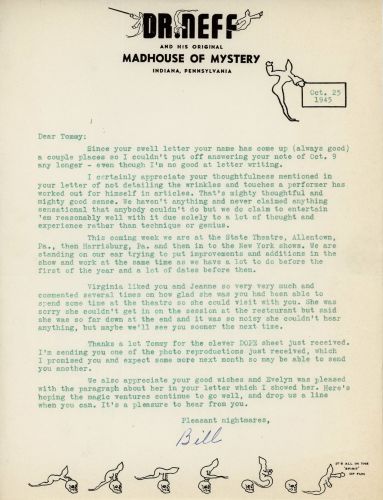 DR. NEFF
AND HIS ORIGINAL
MADHOUSE OF MYSTERY
INDIANA, PENNSYLVANIA
Oct. 25
1945
Dear Tommy:
Since your swell letter your name has come up (always good)
a couple places so I couldn't put off answering your note of Oct. 9
any longer - even though I'm no good at letter writing.
I certainly appreciate your thoughtfulness mentioned in
your letter of not detailing the wrinkles and touches a performer has
worked out for himself in articles. That's mighty thoughtful and
mighty good sense. We haven't anything and never claimed anything
sensational that anybody couldn't do but we do claim to entertain
'em reasonably well with it due solely to a lot of thought and
experience rather than technique or genius.
This coming week we are at the State Theatre, Allentown,
Pa., then Harrisburg, Pa. and then in to the New York shows. We are
standing on our ear trying to put improvements and additions in the
show and work at the same time as we have a lot to do before the
first of the year and a lot of dates before them.
Virginia liked you and Jeanne so very very much and
commented several times on how glad she was you had been able to
spend some time at the theatre so she could visit with you. She was
sorry she couldn't get in on the session at the restaurant but said
she was so far down at the end and it was so noisy she couldn't hear
anything, but maybe we'll see you sooner the next time.
Thanks a lot Tommy for the clever DOPE sheet just received.
I'm sending you one of the photo reproductions just received, which
I promised you and expect some more next month so may be able to send
you another.
We also appreciate your good wishes and Evelyn was pleased
with the paragraph about her in your letter which I showed her. Here's
hoping the magic ventures continue to go well, and drop us a line
when you can. It's a pleasure to hear from you.
Pleasant nightmares,
Bill
IT'S ALL IN THE
"SPIRIT"
OF FUN